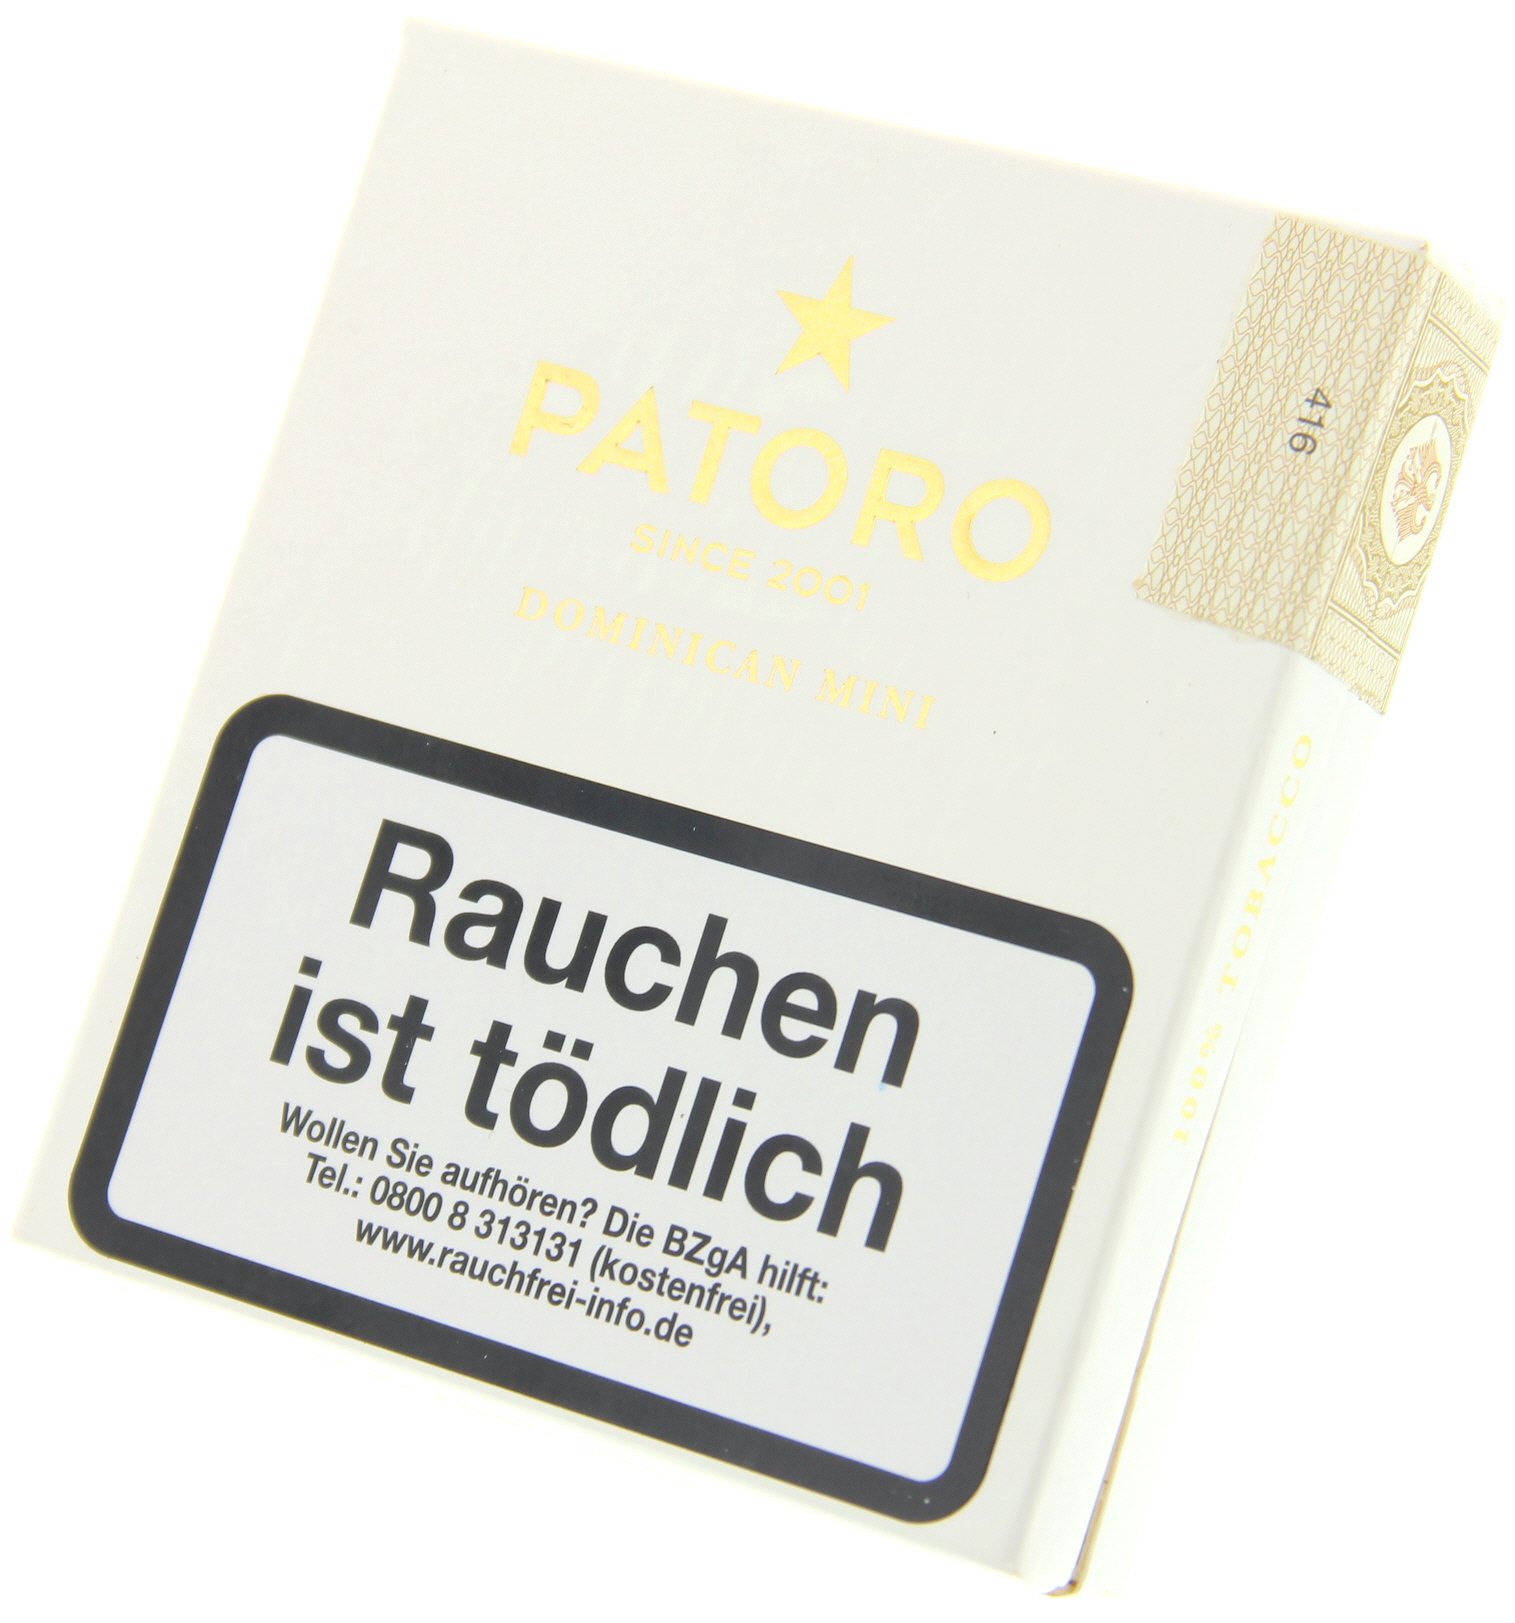 PATORO
SINCE 2001
DOMINICAN MINI
416
100% TOBACCO
Rauchen
ist tödlich
Wollen Sie aufhören? Die BZgA hilft:
Tel.: 0800 8 313131 (kostenfrei),
www.rauchfrei-info.de